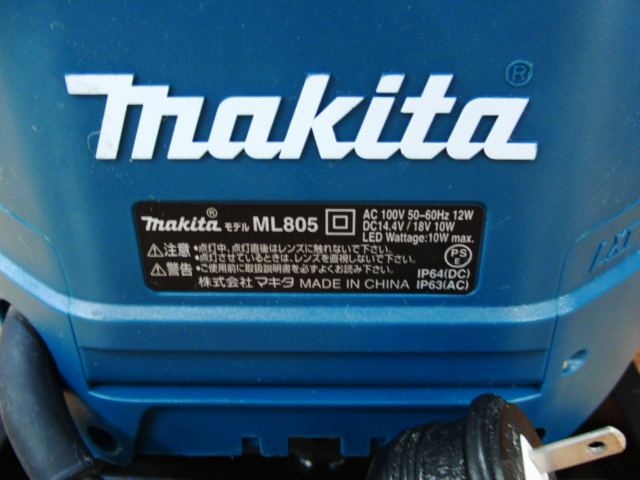 makita®
makita® モデル ML805
AC 100V 50-60Hz 12W
DC14.4V / 18V 10W
LED Wattage:10W max.
⚠注意 •点灯中、点灯直後はレンズに触れないで下さい。
•点灯させているときは、レンズを直視しないで下さい。
⚠警告 •ご使用前に取扱説明書を必ずよくお読み下さい。
PS
E
IP64(DC)
株式会社 マキタ MADE IN CHINA IP63(AC)
LXT